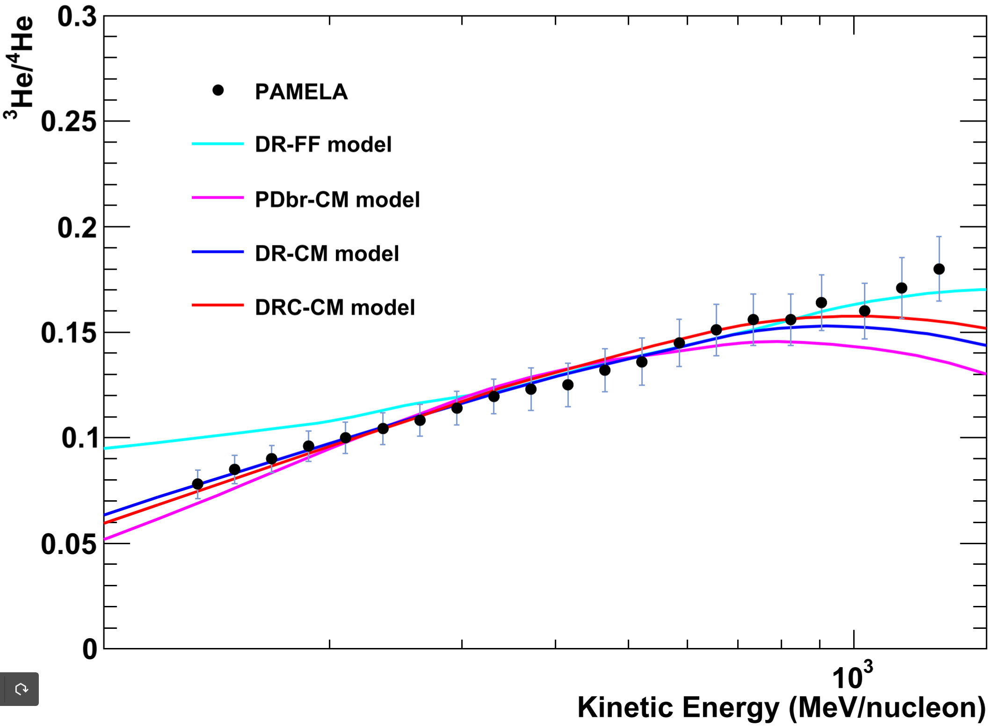 ³He/⁴He
0.3
0.25
0.2
0.15
0.1
0.05
0
PAMELA
DR-FF model
PDbr-CM model
DR-CM model
DRC-CM model
10³
Kinetic Energy (MeV/nucleon)